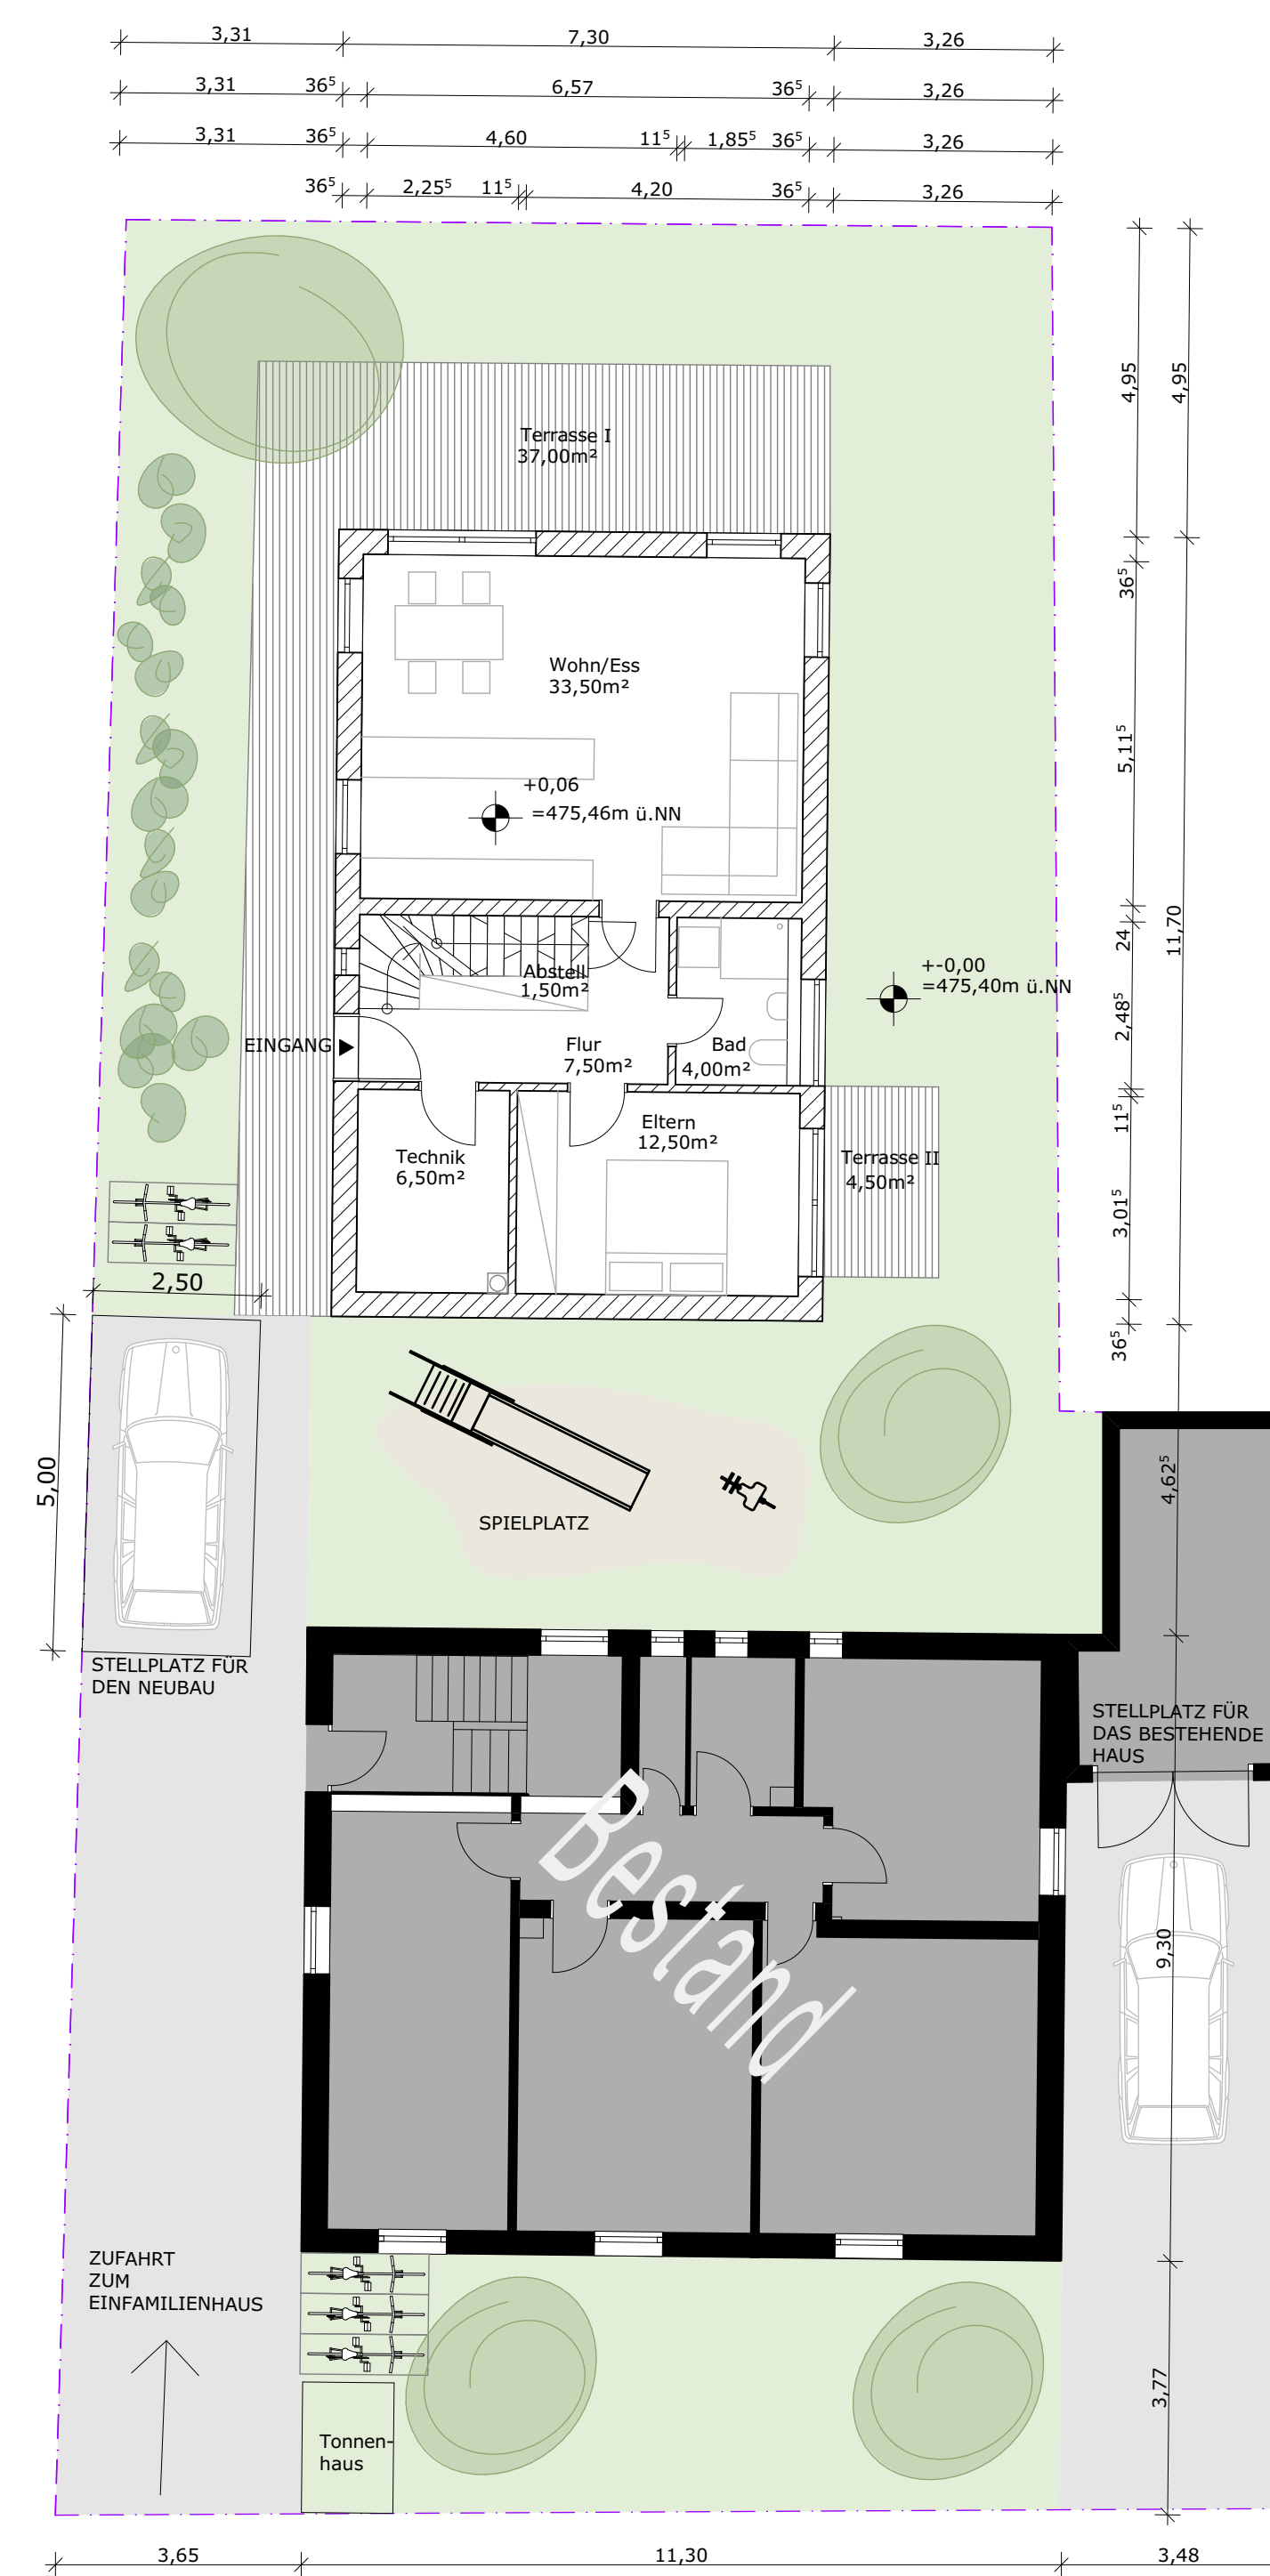 3,31 7,30 3,26
3,31 36⁵ 6,57 36⁵ 3,26
3,31 36⁵ 4,60 11⁵ 1,85⁵ 36⁵ 3,26
36⁵ 2,25⁵ 11⁵ 4,20 36⁵ 3,26
4,95 4,95
Terrasse I
37,00m²
36⁵
Wohn/Ess
33,50m²
5,11⁵
+0,06
=475,46m ü.NN
11,70
24
+-0,00
=475,40m ü.NN
Abstell
1,50m²
2,48⁵
EINGANG
Flur
7,50m²
Bad
4,00m²
11⁵
Eltern
12,50m²
Technik
6,50m²
Terrasse II
4,50m²
3,01⁵
2,50
36⁵
5,00
4,62⁵
SPIELPLATZ
STELLPLATZ FÜR
DEN NEUBAU
STELLPLATZ FÜR
DAS BESTEHENDE
HAUS
Bestand
9,30
ZUFAHRT
ZUM
EINFAMILIENHAUS
3,77
Tonnen-
haus
3,65 11,30 3,48